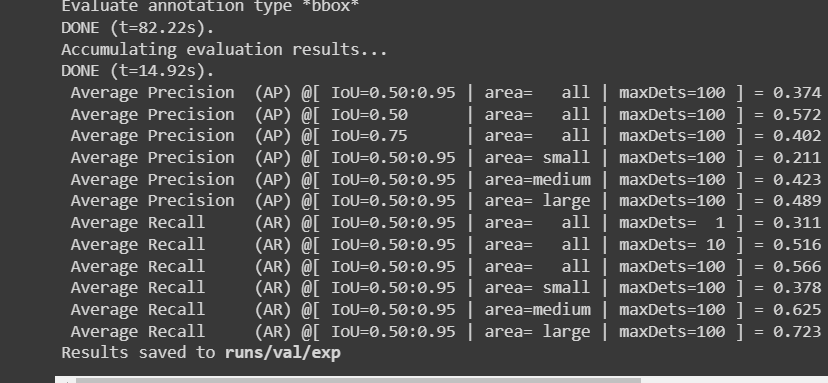 Evaluate annotation type *bbox*
DONE (t=82.22s).
Accumulating evaluation results...
DONE (t=14.92s).
Average Precision  (AP) @[ IoU=0.50:0.95 | area=   all | maxDets=100 ] = 0.374
Average Precision  (AP) @[ IoU=0.50      | area=   all | maxDets=100 ] = 0.572
Average Precision  (AP) @[ IoU=0.75      | area=   all | maxDets=100 ] = 0.402
Average Precision  (AP) @[ IoU=0.50:0.95 | area= small | maxDets=100 ] = 0.211
Average Precision  (AP) @[ IoU=0.50:0.95 | area=medium | maxDets=100 ] = 0.423
Average Precision  (AP) @[ IoU=0.50:0.95 | area= large | maxDets=100 ] = 0.489
Average Recall     (AR) @[ IoU=0.50:0.95 | area=   all | maxDets=  1 ] = 0.311
Average Recall     (AR) @[ IoU=0.50:0.95 | area=   all | maxDets= 10 ] = 0.516
Average Recall     (AR) @[ IoU=0.50:0.95 | area=   all | maxDets=100 ] = 0.566
Average Recall     (AR) @[ IoU=0.50:0.95 | area= small | maxDets=100 ] = 0.378
Average Recall     (AR) @[ IoU=0.50:0.95 | area=medium | maxDets=100 ] = 0.625
Average Recall     (AR) @[ IoU=0.50:0.95 | area= large | maxDets=100 ] = 0.723
Results saved to runs/val/exp